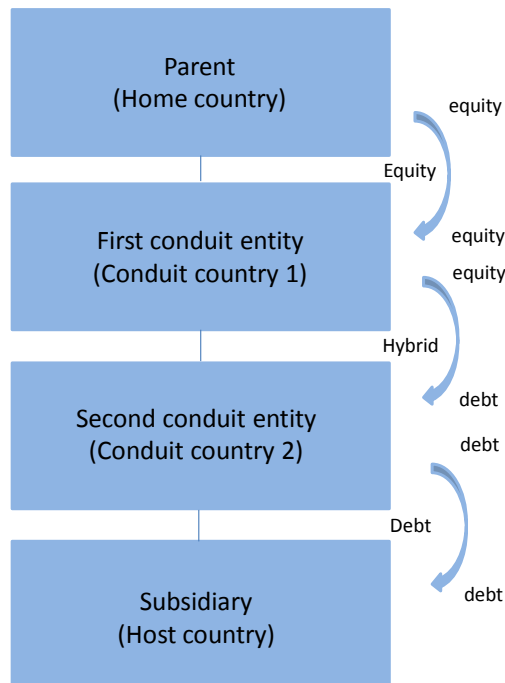 Parent
(Home country)
equity
Equity
equity
First conduit entity
(Conduit country 1)
equity
Hybrid
debt
Second conduit entity
(Conduit country 2)
debt
Debt
debt
Subsidiary
(Host country)